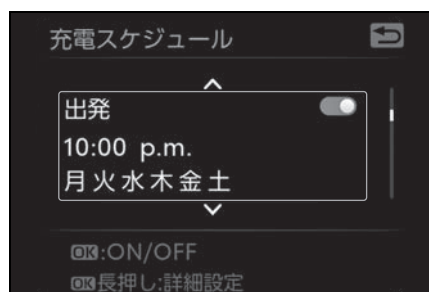 充電スケジュール
出発
10:00 p.m.
月火水木金土
OK:ON/OFF
OK長押し:詳細設定